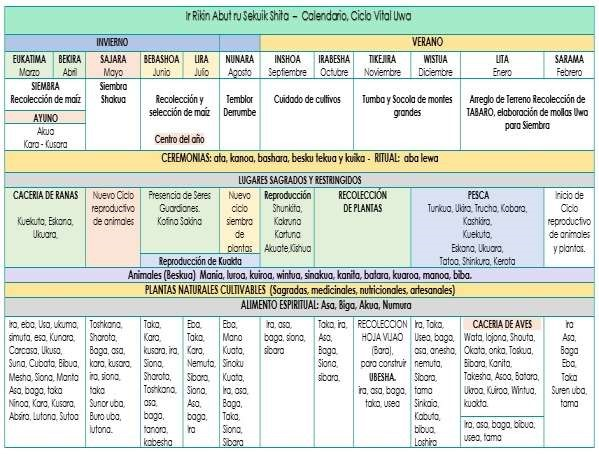 Ir Rikin Abut ru Sekuik Shita – Calendario, Ciclo Vital Uwa
INVIERNO
VERANO
EUKATIMA
Marzo
BEKIRA
Abril
SAJARA
Mayo
BEBASHOA
Junio
LIRA
Julio
NUNARA
Agosto
INSHOA
Septiembre
IRABESHA
Octubre
TIKEJIRA
Noviembre
WISTUA
Diciembre
LITA
Enero
SARAMA
Febrero
SIEMBRA
Recolección de maíz
AYUNO
Akua
Kara - Kusara
Siembra
Shakua
Recolección y
selección de maíz
Centro del año
Temblor
Derrumbe
Cuidado de cultivos
Tumba y Socola de montes
grandes
Arreglo de Terreno Recolección de
TABARO, elaboración de mollas Uwa
para Siembra
CEREMONIAS: ata, kanoa, bashara, besku tekua y kuika - RITUAL: aba lewa
LUGARES SAGRADOS Y RESTRINGIDOS
CACERIA DE RANAS
Kuekuta, Eskana,
Ukuara,
Nuevo Ciclo
reproductivo
de animales
Presencia de Seres
Guardianes.
Kotina Sakina
Reproducción de Kuakta
Nuevo
ciclo
siembra
de
plantas
Reproducción
Shunkita,
Kakruna
Kartuna
Akuate,Kishua
RECOLECCIÓN
DE PLANTAS
PESCA
Tunkua, Ukira, Trucha, Kobara,
Kashkira,
Kuekuta,
Eskana, Ukuara,
Tatoa, Shinkura, Kerota
Inicio de
Ciclo
reproductivo
de animales
y plantas.
Animales (Beskua) Mania, luroa, kuiroa, wintua, sinakua, kanita, batara, kuaroa, manoa, biba.
PLANTAS NATURALES CULTIVABLES (Sagradas, medicinales, nutricionales, artesanales)
ALIMENTO ESPIRITUAL: Asa, Biga, Akua, Numura
Ira, eba, Usa, ukuma,
simuta, esa, Kunara,
Carcasa, Ukusa,
Suna, Cubata, Bibua,
Mesha, Siona, Manta
Asa, baga, taka
Ninoa, Kara, Kusara,
Absira, Lutona, Sutoa
Toshkana,
Sharota,
Baga, asa,
kara, kusara,
ira, siona,
taka
Sunor uba,
Buro uba,
lutona.
Taka,
Kara,
kusara, ira,
Siona,
Sharota,
Toshkana,
asa,
baga,
tanora,
kabesha
Eba,
Taka,
Kara,
Nemuta,
Sibara,
Siona,
Asa,
baga,
Ira
Eba,
Mano
Kuata,
Sinoku
Kuata,
Ira, asa,
Baga,
Taka,
Siona,
Sibara
Ira, asa,
baga, siona,
sibara
Taka, ira,
Asa,
Baga,
Siona,
sibara,
RECOLECCION
HOJA VIJAO
(Bara),
para construir
UBESHA.
ira, asa, baga,
taka, usea
Ira, Taka,
Usea, baga,
asa, anesha,
nemuta,
Sibara,
tama
Sinkaia,
Kabuta,
bibua,
Loshira
CACERIA DE AVES
Wata, Iojona, Shouta,
Okata, onka, Toskua,
Bibara, Kanita,
Takesha, Asoa, Batara,
Ukroa, Kuiroa, Wintua,
kuakta.
Ira, asa, baga, bibua,
usea, tama
Ira
Asa,
Baga
Eba,
Taka
Suren uba,
tama